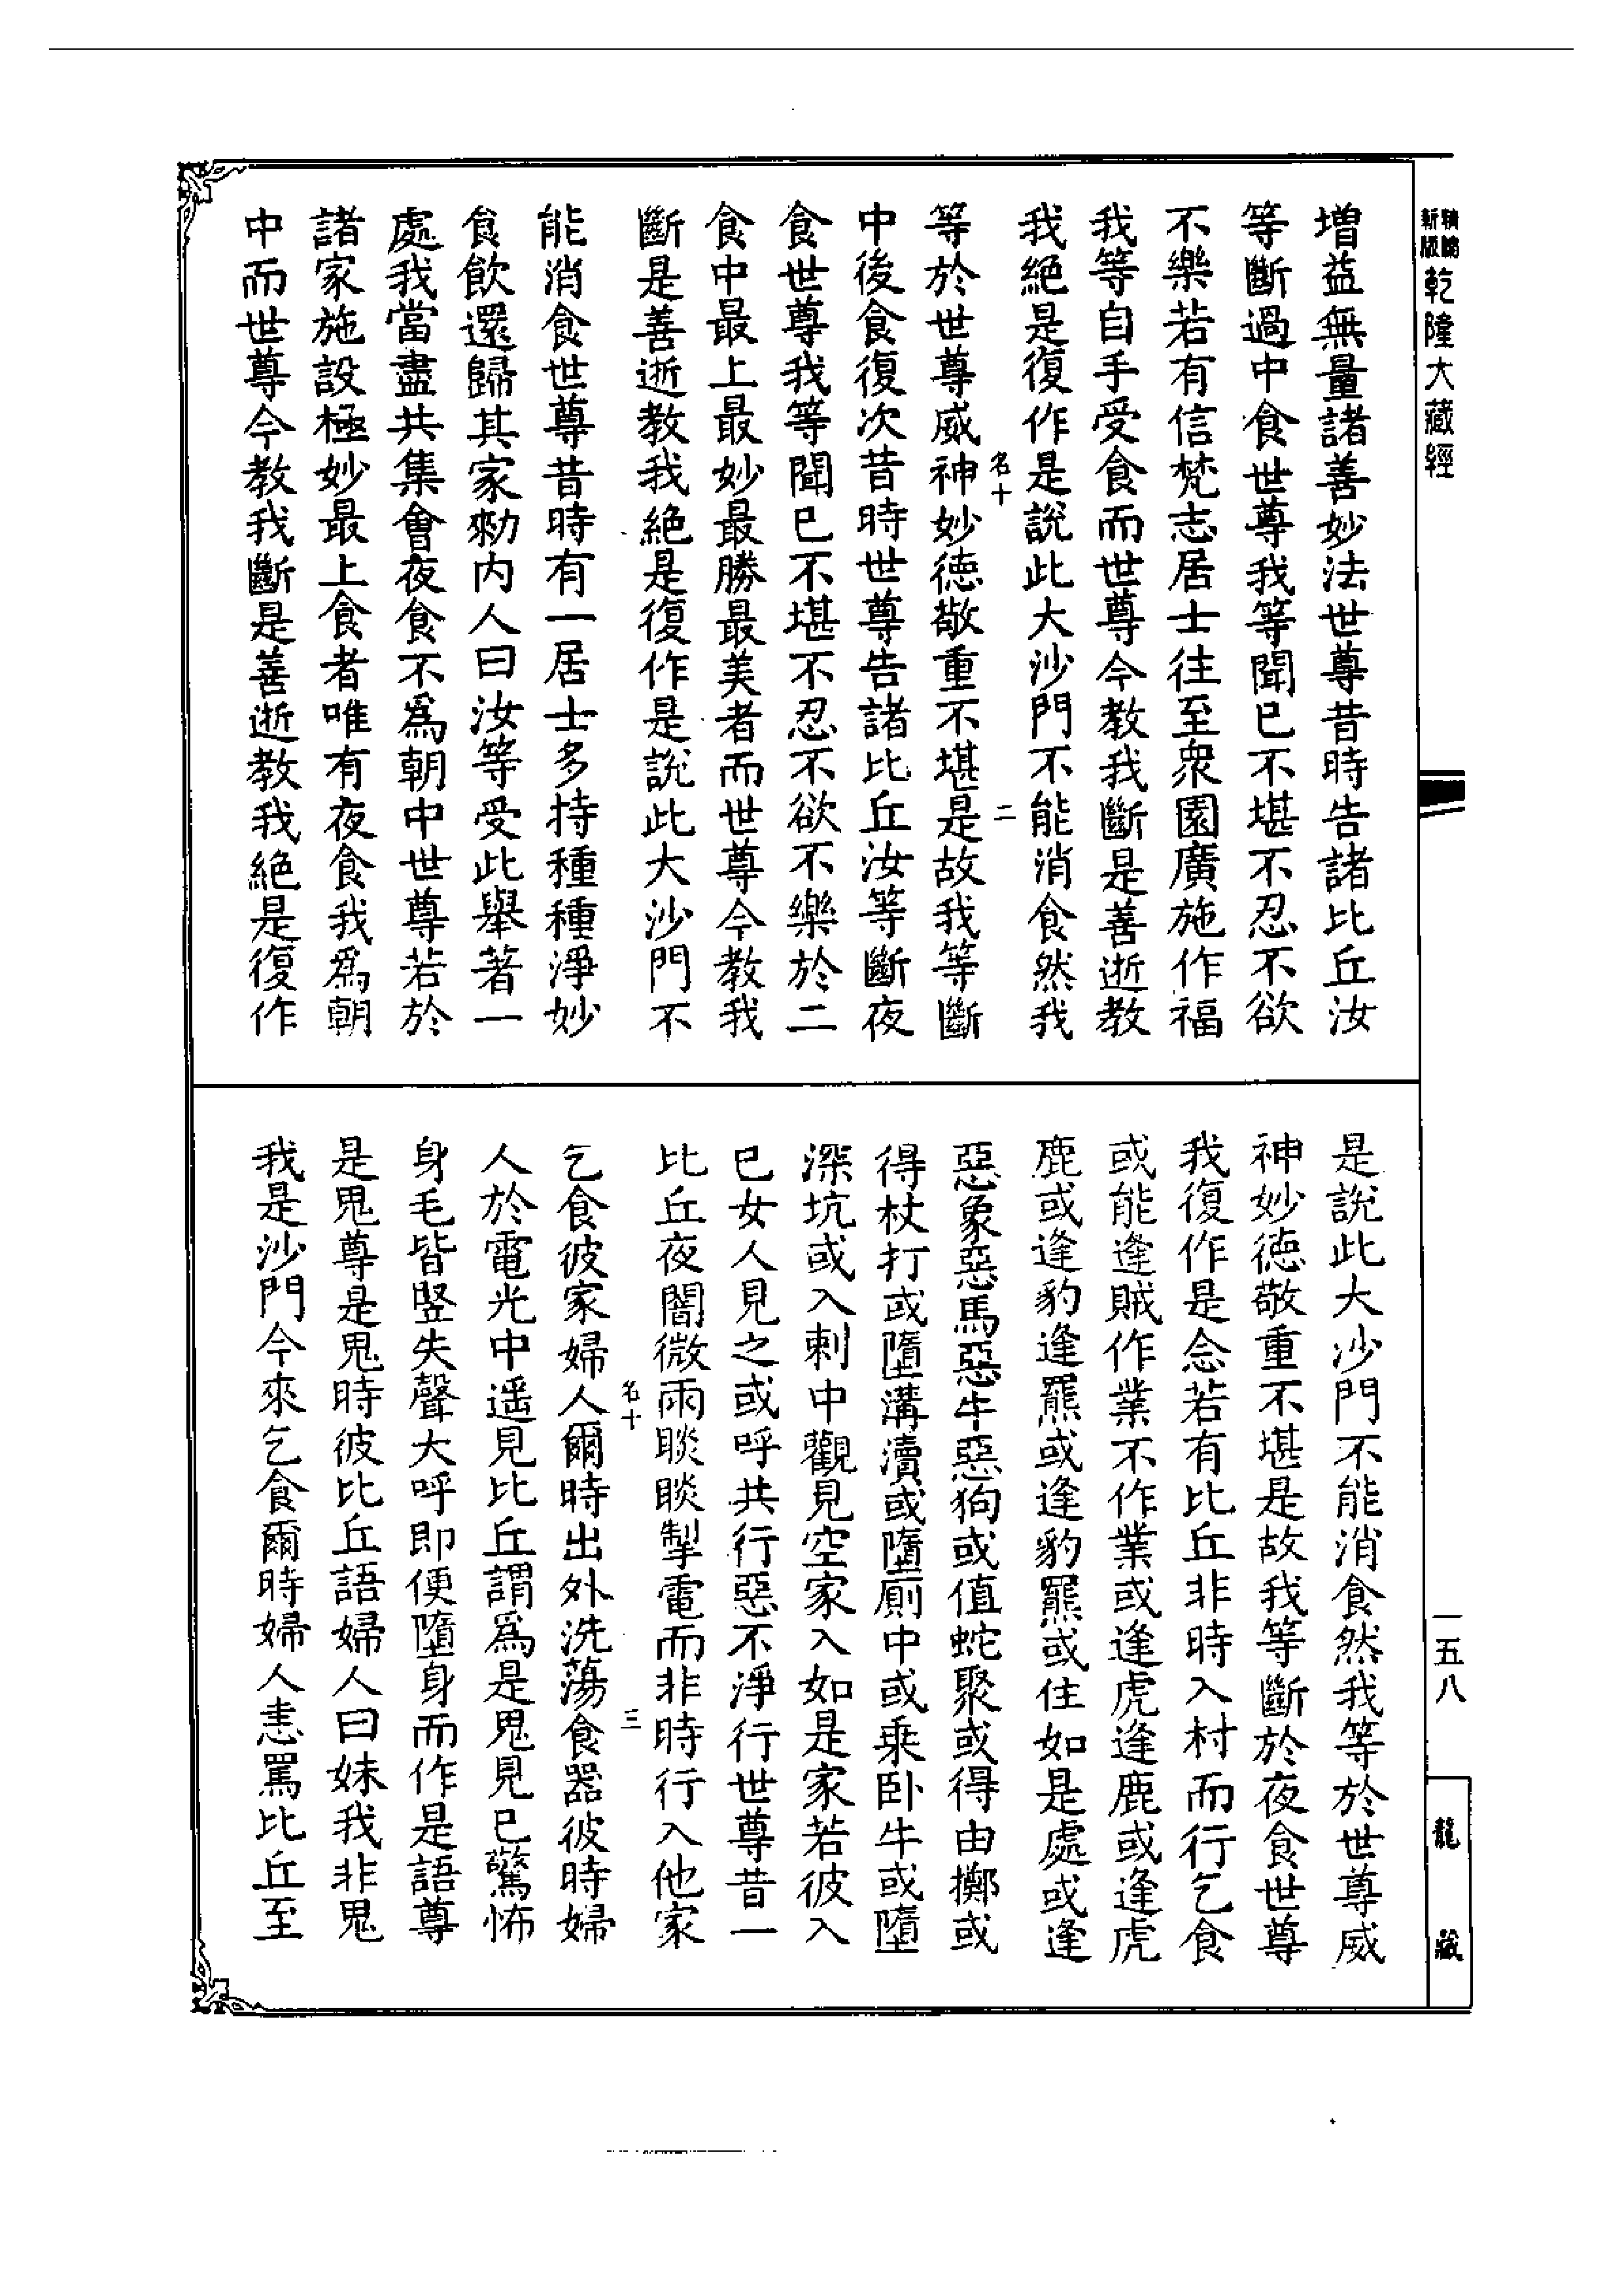 新版
精縮
乾隆大藏經
增益無量諸善妙法世尊昔時告諸比丘汝
等斷過中食世尊我等聞已不堪不忍不欲
不樂若有信梵志居士往至衆園廣施作福
我等自手受食而世尊今教我斷是善逝教
我絕是復作是說此大沙門不能消食然我
名十
二
等於世尊威神妙德敬重不堪是故我等斷
中後食復次昔時世尊告諸比丘汝等斷夜
食世尊我等聞已不堪不忍不欲不樂於二
食中最上最妙最勝最美者而世尊今教我
斷是善逝教我絕是復作是說此大沙門不
能消食世尊昔時有一居士多持種種淨妙
食飲還歸其家勑內人曰汝等受此舉著一
處我當盡共集會夜食不爲朝中世尊若於
諸家施設極妙最上食者唯有夜食我爲朝
中而世尊今教我斷是善逝教我絕是復作
是說此大沙門不能消食然我等於世尊威
神妙德敬重不堪是故我等斷於夜食世尊
我復作是念若有比丘非時入村而行乞食
或能逢賊作業不作業或逢虎逢鹿或逢虎
鹿或逢豹逢羆或逢豹羆或住如是處或逢
惡象惡馬惡牛惡狗或值蛇聚或得由擲或
得杖打或墮溝瀆或墮廁中或乗卧牛或墮
深坑或入刺中觀見空家入如是家若彼入
已女人見之或呼共行惡不淨行世尊昔一
比丘夜闇微雨睒睒掣電而非時行入他家
名十
三
乞食彼家婦人爾時出外洗蕩食器彼時婦
人於電光中遥見比丘謂爲是鬼見已驚怖
身毛皆竪失聲大呼即便墮身而作是語尊
是鬼尊是鬼時彼比丘語婦人曰妹我非鬼
我是沙門今來乞食爾時婦人恚罵比丘至
一五八
龍藏